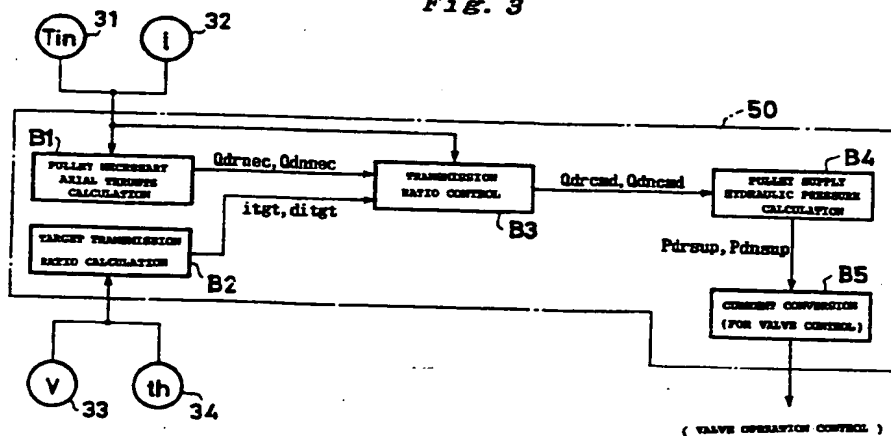 Fig. 3
Tin
31
i
32
50
B1
PULLEY NECESSARY
AXIAL THRUSTS
CALCULATION
Qdrnec, Qdnnec
TRANSMISSION
RATIO CONTROL
B3
Qdrcmd, Qdncmd
B4
PULLEY SUPPLY
HYDRAULIC PRESSURE
CALCULATION
itgt, ditgt
TARGET TRANSMISSION
RATIO CALCULATION
B2
Pdrsup, Pdnsup
B5
CURRENT CONVERSION
(FOR VALVE CONTROL)
V
33
th
34
( VALVE OPERATION CONTROL )